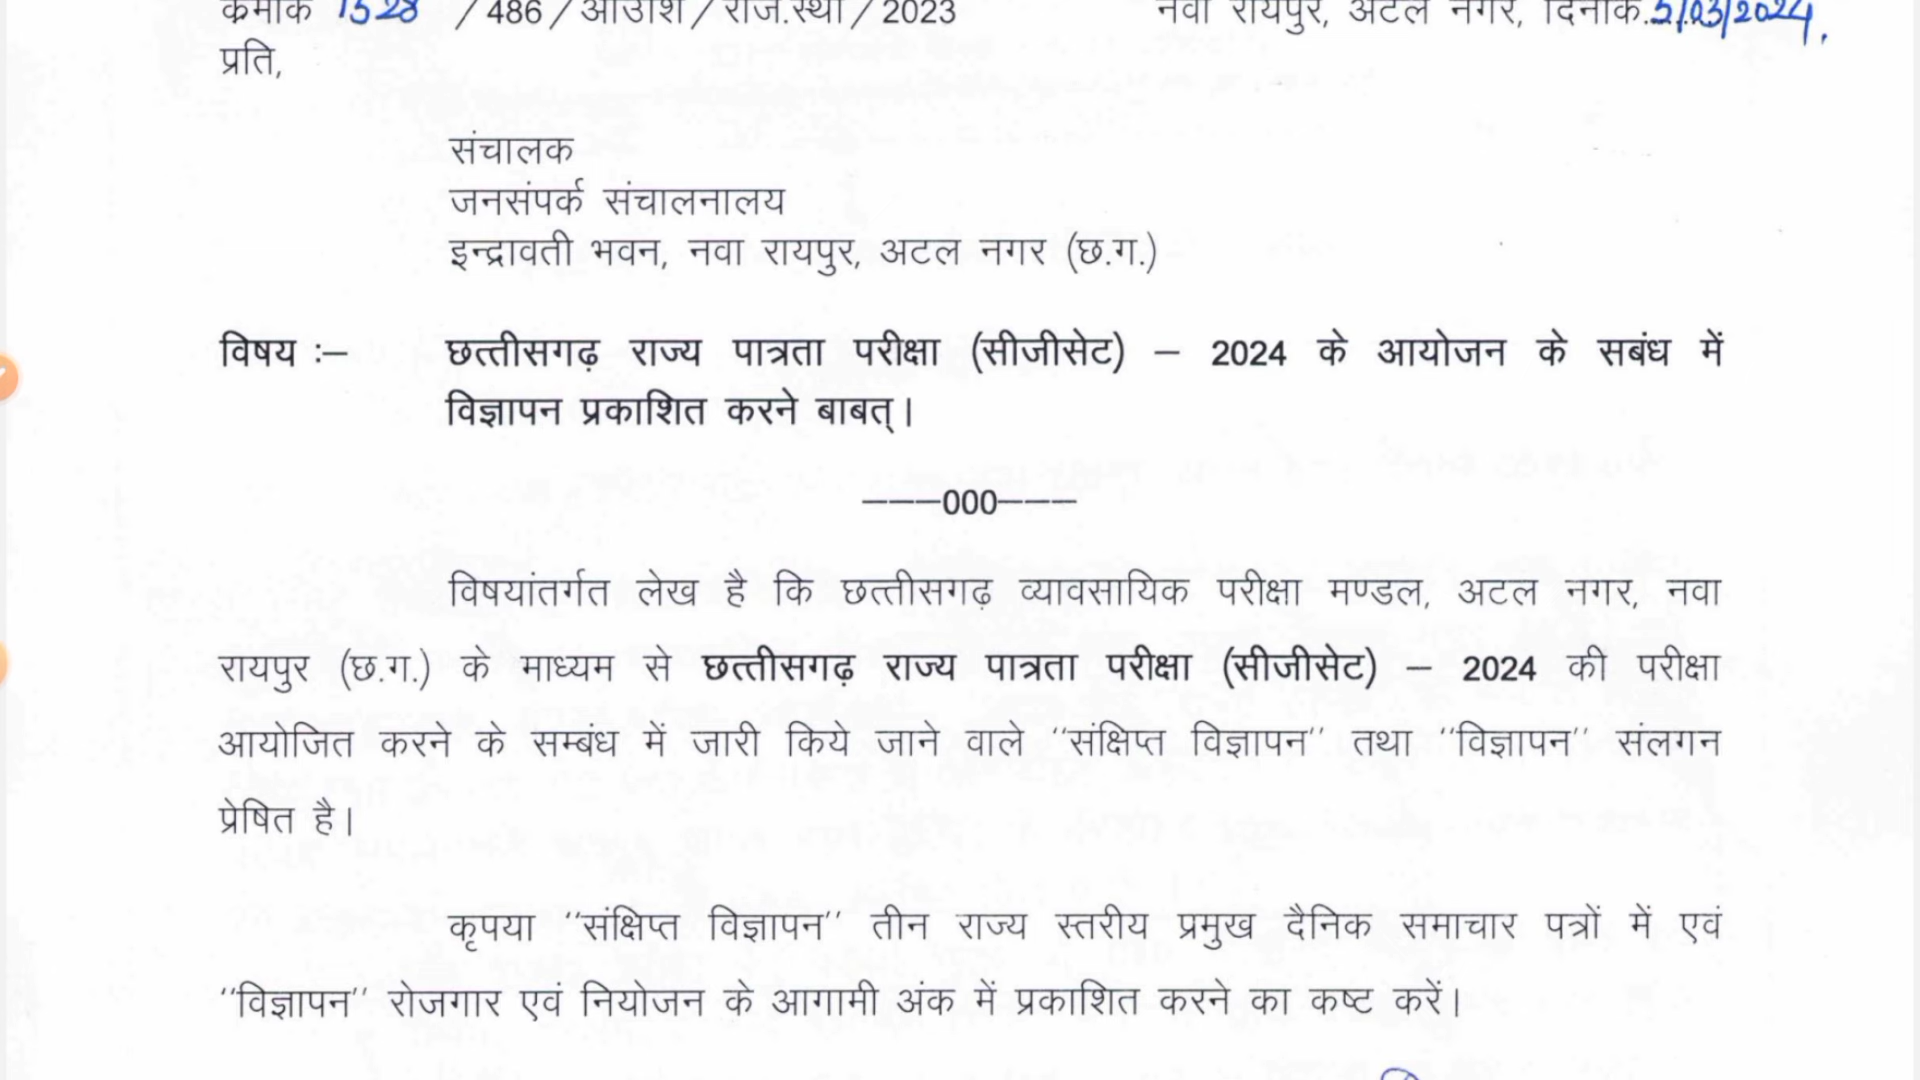 क्रमांक 1528 /486/आउशि/राज.स्था/2023 नवा रायपुर, अटल नगर, दिनांक..5/03/2024.
प्रति,
संचालक
जनसंपर्क संचालनालय
इन्द्रावती भवन, नवा रायपुर, अटल नगर (छ.ग.)
विषय :– छत्तीसगढ़ राज्य पात्रता परीक्षा (सीजीसेट) – 2024 के आयोजन के सबंध में
विज्ञापन प्रकाशित करने बाबत्।
–––000–––
विषयांतर्गत लेख है कि छत्तीसगढ़ व्यावसायिक परीक्षा मण्डल, अटल नगर, नवा
रायपुर (छ.ग.) के माध्यम से छत्तीसगढ़ राज्य पात्रता परीक्षा (सीजीसेट) – 2024 की परीक्षा
आयोजित करने के सम्बंध में जारी किये जाने वाले ''संक्षिप्त विज्ञापन'' तथा ''विज्ञापन'' संलगन
प्रेषित है।
कृपया ''संक्षिप्त विज्ञापन'' तीन राज्य स्तरीय प्रमुख दैनिक समाचार पत्रों में एवं
''विज्ञापन'' रोजगार एवं नियोजन के आगामी अंक में प्रकाशित करने का कष्ट करें।